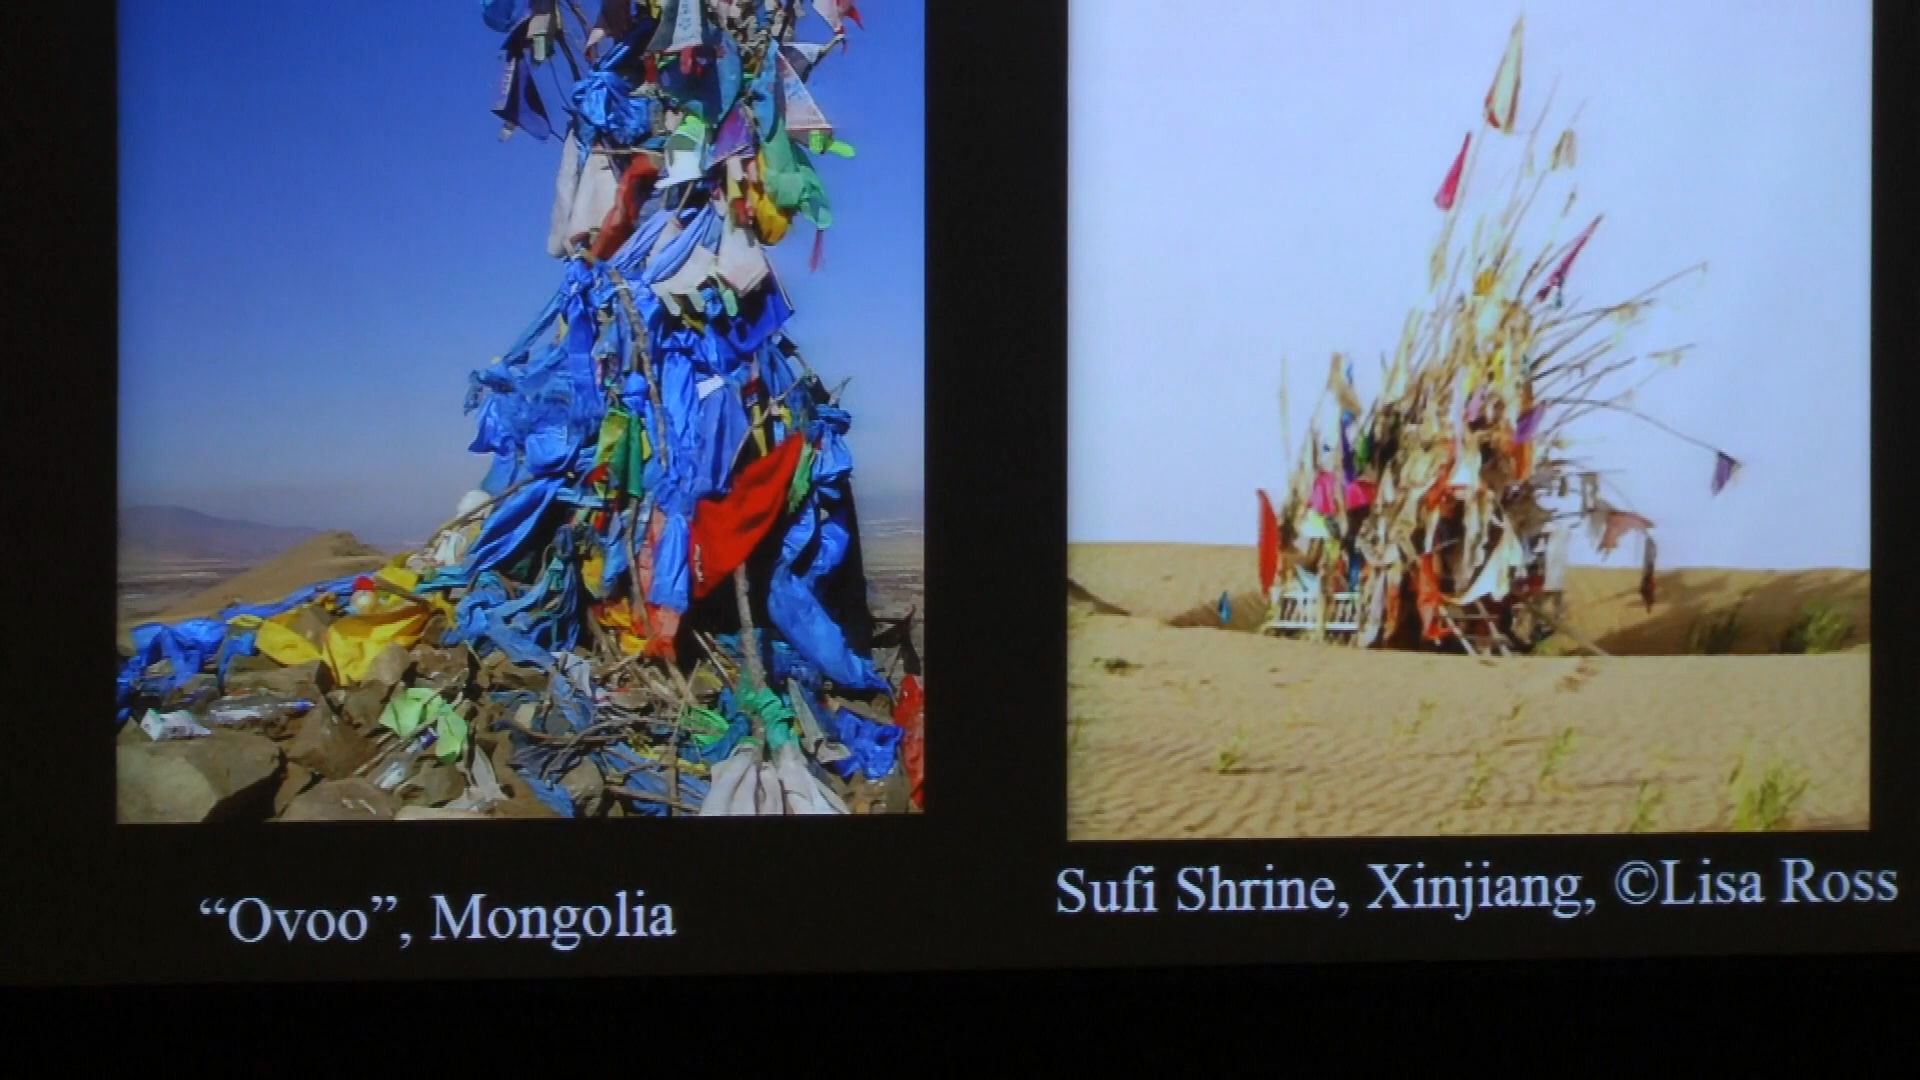 “Ovoo”, Mongolia
Sufi Shrine, Xinjiang, ©Lisa Ross